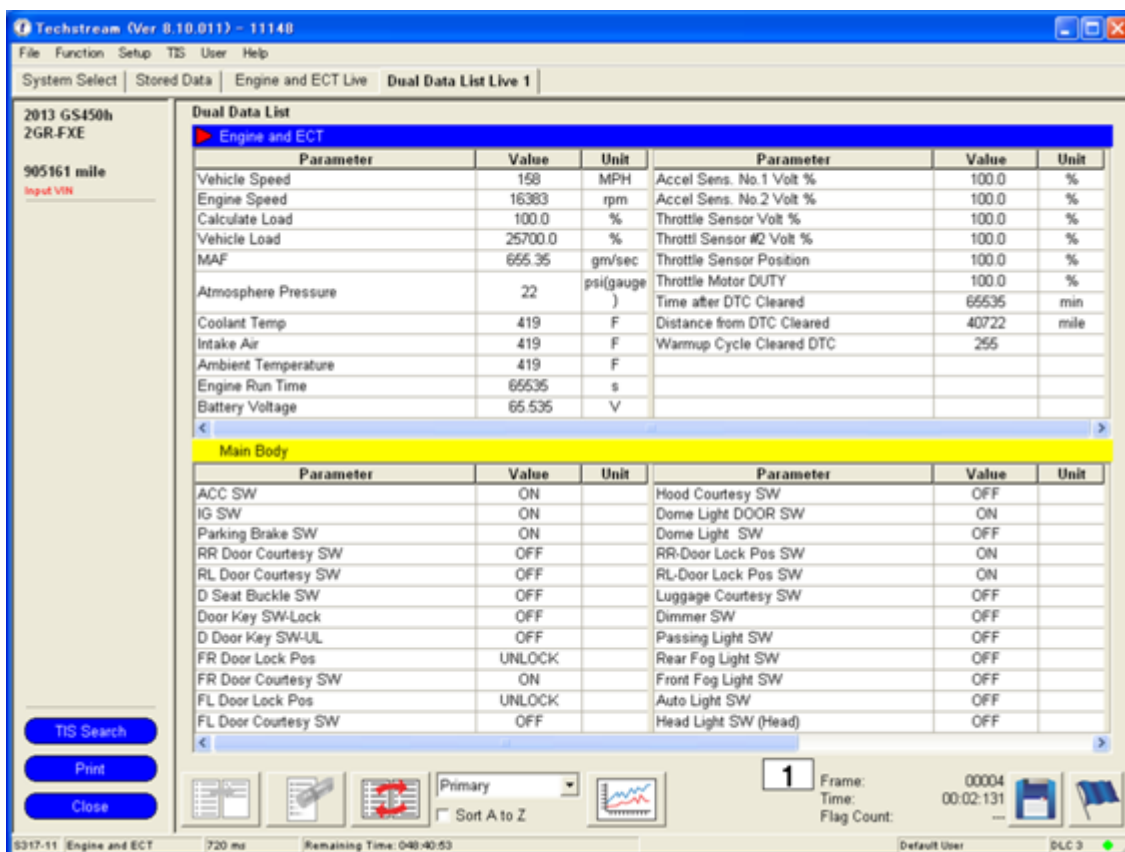 Techstream (Ver 8.10.011) - 11148
File Function Setup TIS User Help
System Select Stored Data Engine and ECT Live Dual Data List Live 1
2013 GS450h
2GR-FXE
905161 mile
Input VIN
Dual Data List
Engine and ECT
Parameter Value Unit Parameter Value Unit
Vehicle Speed 158 MPH Accel Sens. No.1 Volt % 100.0 %
Engine Speed 16383 rpm Accel Sens. No.2 Volt % 100.0 %
Calculate Load 100.0 % Throttle Sensor Volt % 100.0 %
Vehicle Load 25700.0 % Throttl Sensor #2 Volt % 100.0 %
MAF 655.35 gm/sec Throttle Sensor Position 100.0 %
Atmosphere Pressure 22 psi(gauge) Throttle Motor DUTY 100.0 %
Time after DTC Cleared 65535 min
Coolant Temp 419 F Distance from DTC Cleared 40722 mile
Intake Air 419 F Warmup Cycle Cleared DTC 255
Ambient Temperature 419 F
Engine Run Time 65535 s
Battery Voltage 65.535 V
Main Body
Parameter Value Unit Parameter Value Unit
ACC SW ON Hood Courtesy SW OFF
IG SW ON Dome Light DOOR SW ON
Parking Brake SW ON Dome Light SW OFF
RR Door Courtesy SW OFF RR-Door Lock Pos SW ON
RL Door Courtesy SW OFF RL-Door Lock Pos SW ON
D Seat Buckle SW OFF Luggage Courtesy SW OFF
Door Key SW-Lock OFF Dimmer SW OFF
D Door Key SW-UL OFF Passing Light SW OFF
FR Door Lock Pos UNLOCK Rear Fog Light SW OFF
FR Door Courtesy SW ON Front Fog Light SW OFF
FL Door Lock Pos UNLOCK Auto Light SW OFF
FL Door Courtesy SW OFF Head Light SW (Head) OFF
TIS Search
Print
Close
Primary
Sort A to Z
1
Frame: 00004
Time: 00:02:131
Flag Count: ---
S317-11 Engine and ECT 720 ms Remaining Time: 048:40:53 Default User DLC 3